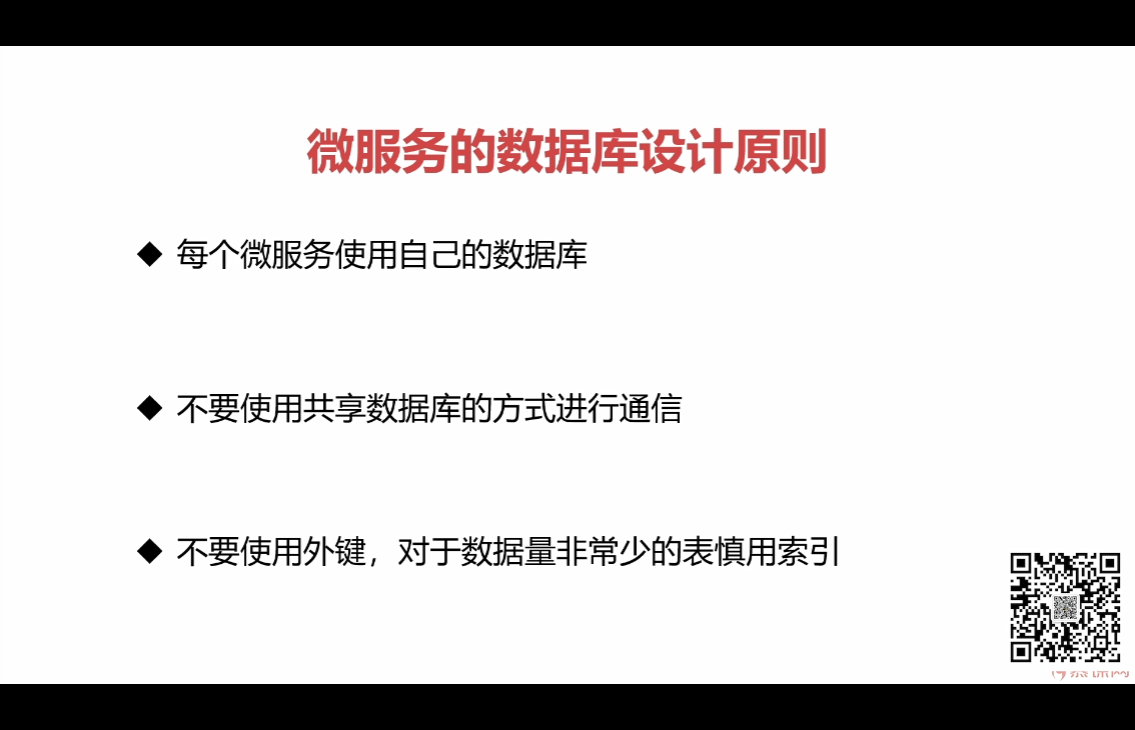 微服务的数据库设计原则
◆ 每个微服务使用自己的数据库
◆ 不要使用共享数据库的方式进行通信
◆ 不要使用外键，对于数据量非常少的表慎用索引